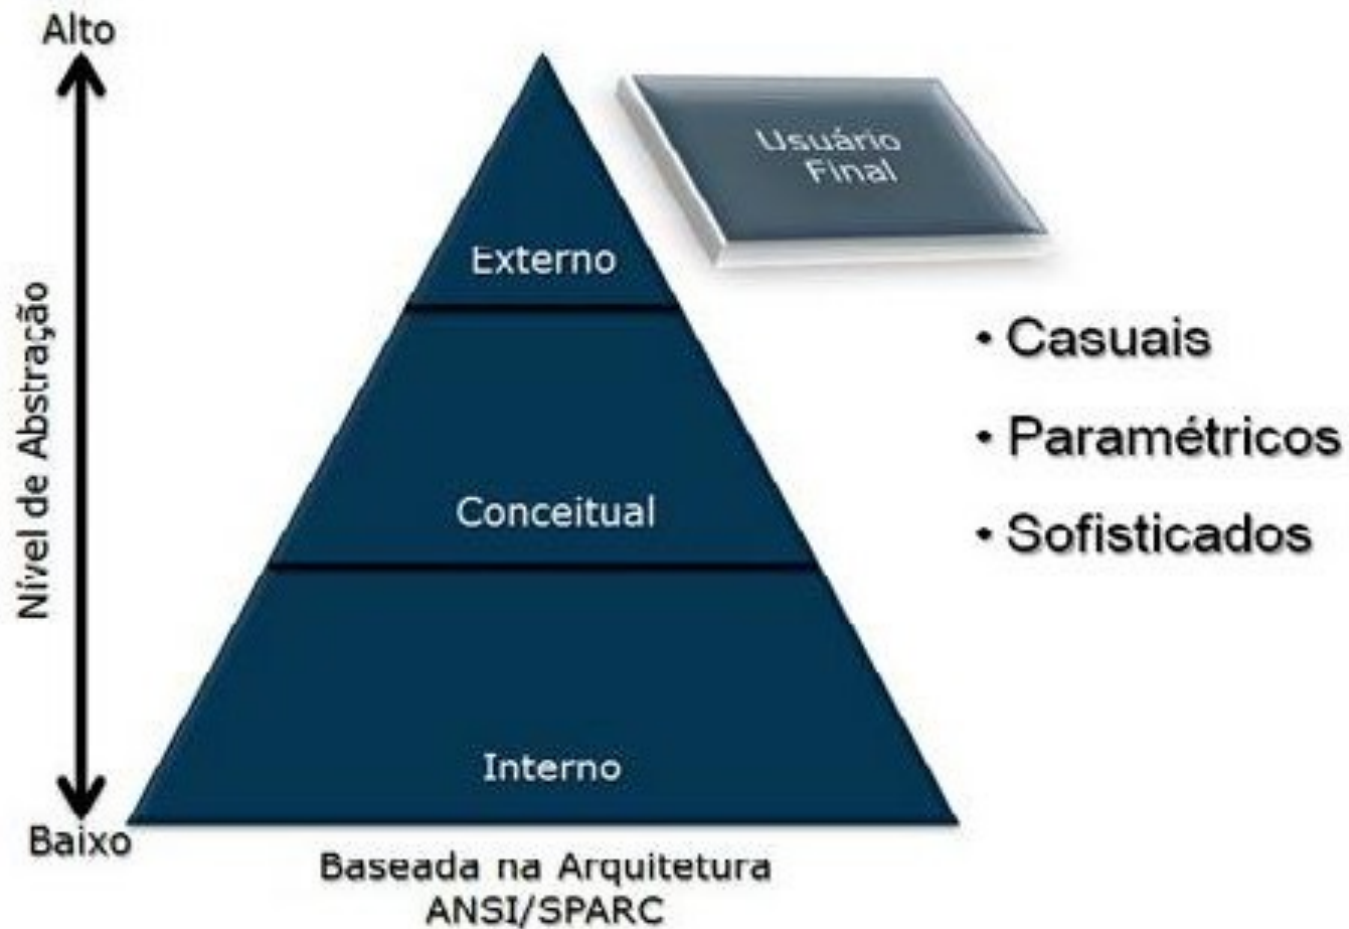 Alto
Usuário
Final
Externo
• Casuais
Nível de Abstração
• Paramétricos
Conceitual
• Sofisticados
Interno
Baixo
Baseada na Arquitetura
ANSI/SPARC